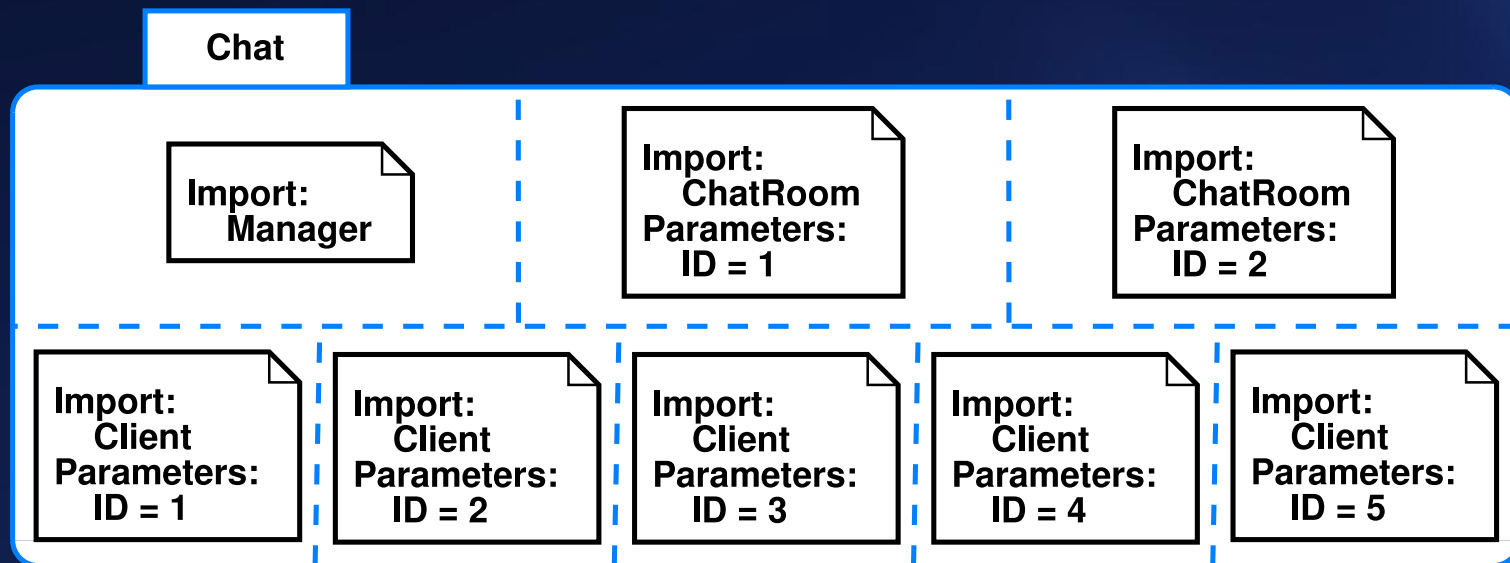 Chat
Import:
Manager
Import:
ChatRoom
Parameters:
ID = 1
Import:
ChatRoom
Parameters:
ID = 2
Import:
Client
Parameters:
ID = 1
Import:
Client
Parameters:
ID = 2
Import:
Client
Parameters:
ID = 3
Import:
Client
Parameters:
ID = 4
Import:
Client
Parameters:
ID = 5